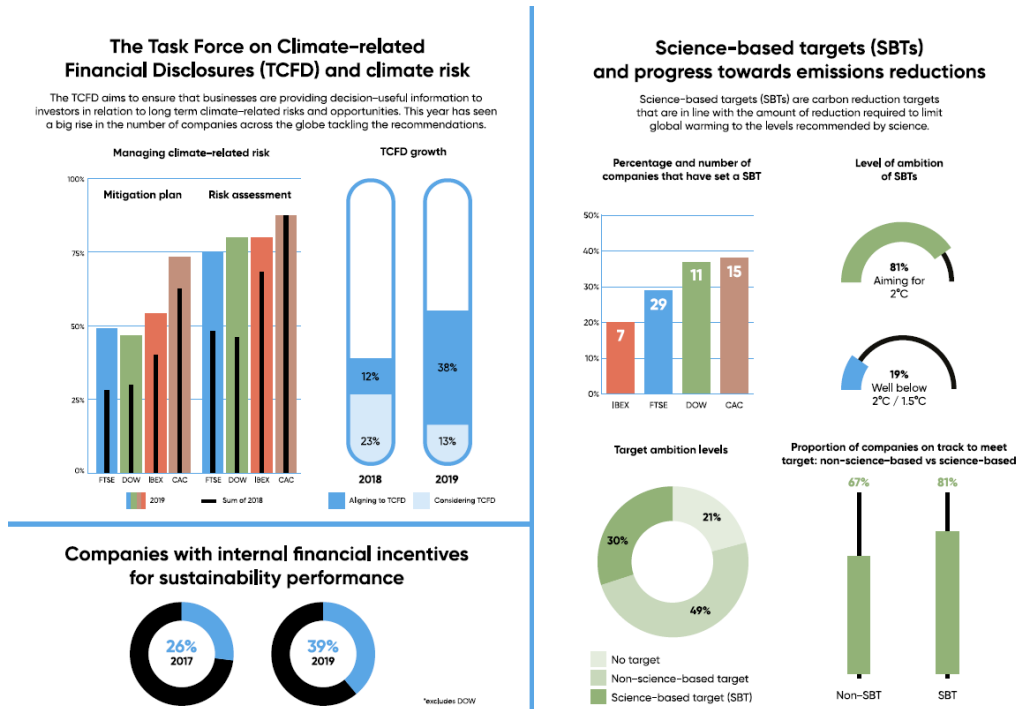 The Task Force on Climate-related
Financial Disclosures (TCFD) and climate risk
The TCFD aims to ensure that businesses are providing decision-useful information to
investors in relation to long term climate-related risks and opportunities. This year has seen
a big rise in the number of companies across the globe tackling the recommendations.
Managing climate-related risk
100%
75%
50%
25%
0%
Mitigation plan
Risk assessment
FTSE DOW IBEX CAC FTSE DOW IBEX CAC
2019
Sum of 2018
TCFD growth
12%
23%
38%
13%
2018 2019
Aligning to TCFD
Considering TCFD
Companies with internal financial incentives
for sustainability performance
26%
2017
39%
2019
*excludes DOW
Science-based targets (SBTs)
and progress towards emissions reductions
Science-based targets (SBTs) are carbon reduction targets
that are in line with the amount of reduction required to limit
global warming to the levels recommended by science.
Percentage and number of
companies that have set a SBT
50%
40%
30%
20%
10%
0%
7
29
11
15
IBEX FTSE DOW CAC
Level of ambition
of SBTs
81%
Aiming for
2°C
19%
Well below
2°C / 1.5°C
Target ambition levels
21%
30%
49%
No target
Non-science-based target
Science-based target (SBT)
Proportion of companies on track to meet
target: non-science-based vs science-based
67% 81%
Non-SBT SBT